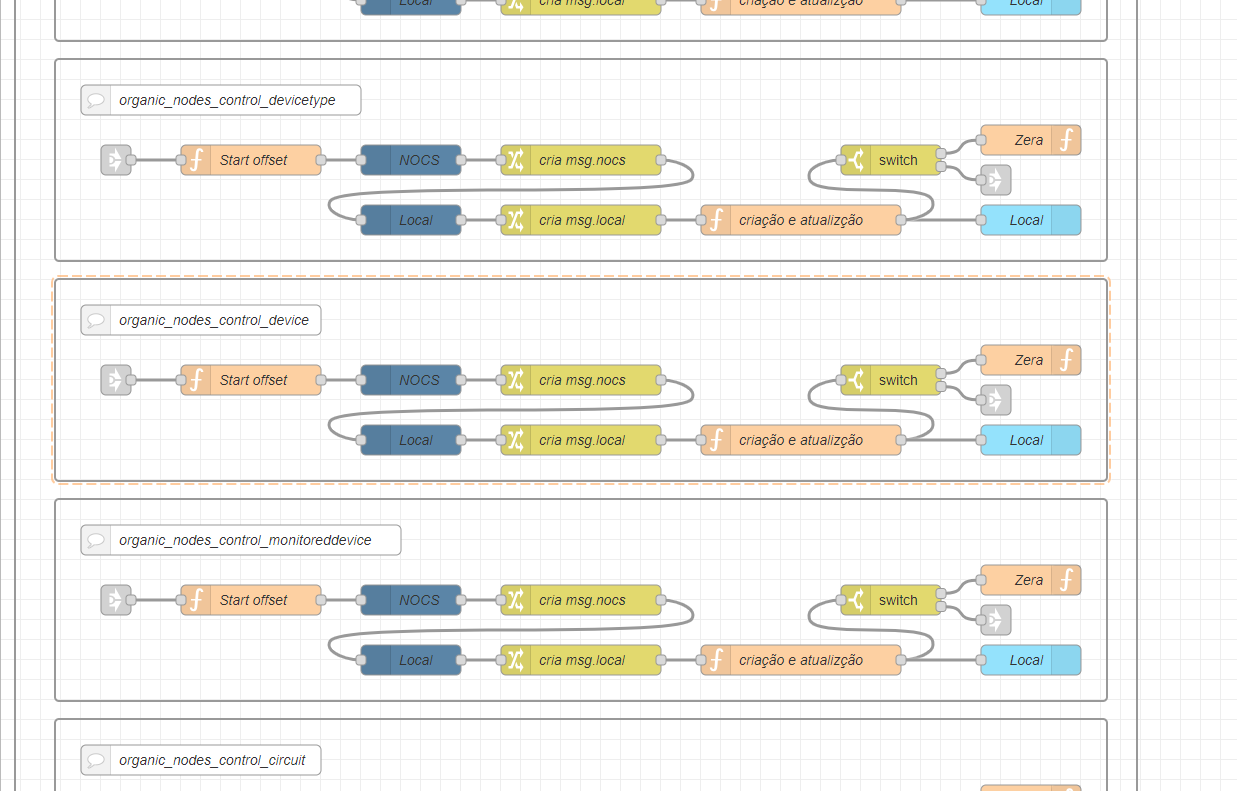 Local cria msg.local criação e atualizção Local
organic_nodes_control_devicetype
Start offset NOCS cria msg.nocs switch Zera
Local cria msg.local criação e atualizção Local
organic_nodes_control_device
Start offset NOCS cria msg.nocs switch Zera
Local cria msg.local criação e atualizção Local
organic_nodes_control_monitoreddevice
Start offset NOCS cria msg.nocs switch Zera
Local cria msg.local criação e atualizção Local
organic_nodes_control_circuit